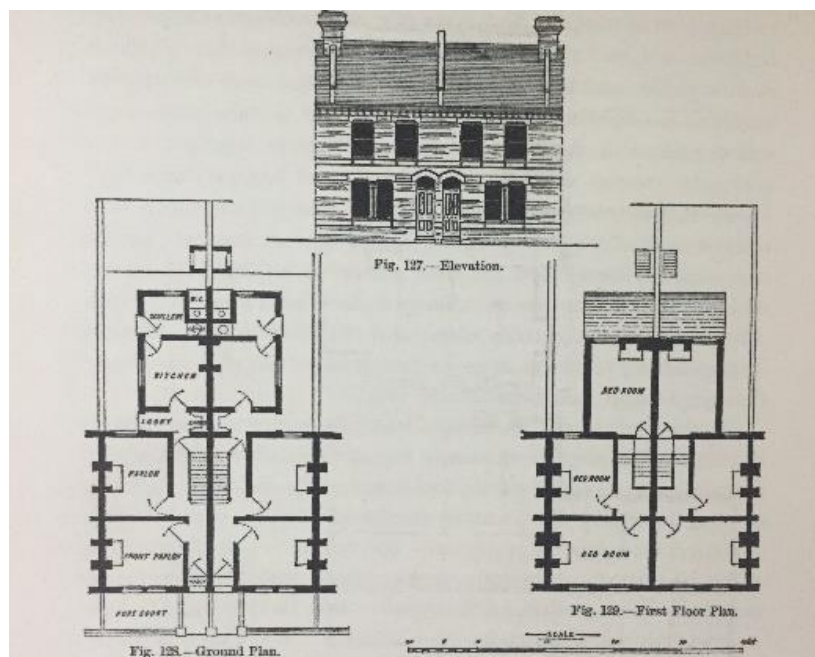 Fig. 127.—Elevation.
W.C.
SCULLERY
KITCHEN
LOBBY
PARLOR
FRONT PARLOR
FORE COURT
Fig. 128.—Ground Plan.
BED ROOM
BED ROOM
BED ROOM
Fig. 129.—First Floor Plan.
SCALE